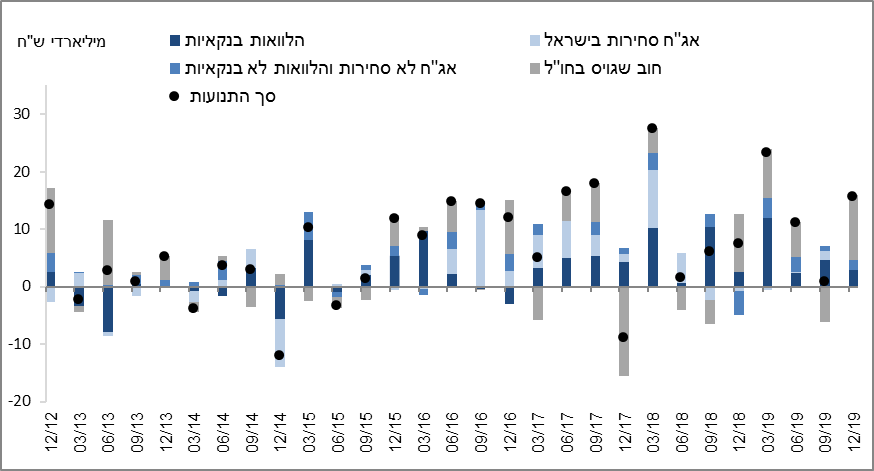 מיליארדי ש"ח
הלוואות בנקאיות
אג"ח סחירות בישראל
אג"ח לא סחירות והלוואות לא בנקאיות
חוב שגויס בחו"ל
סך התנועות
30
20
10
0
-10
-20
12/12 03/13 06/13 09/13 12/13 03/14 06/14 09/14 12/14 03/15 06/15 09/15 12/15 03/16 06/16 09/16 12/16 03/17 06/17 09/17 12/17 03/18 06/18 09/18 12/18 03/19 06/19 09/19 12/19